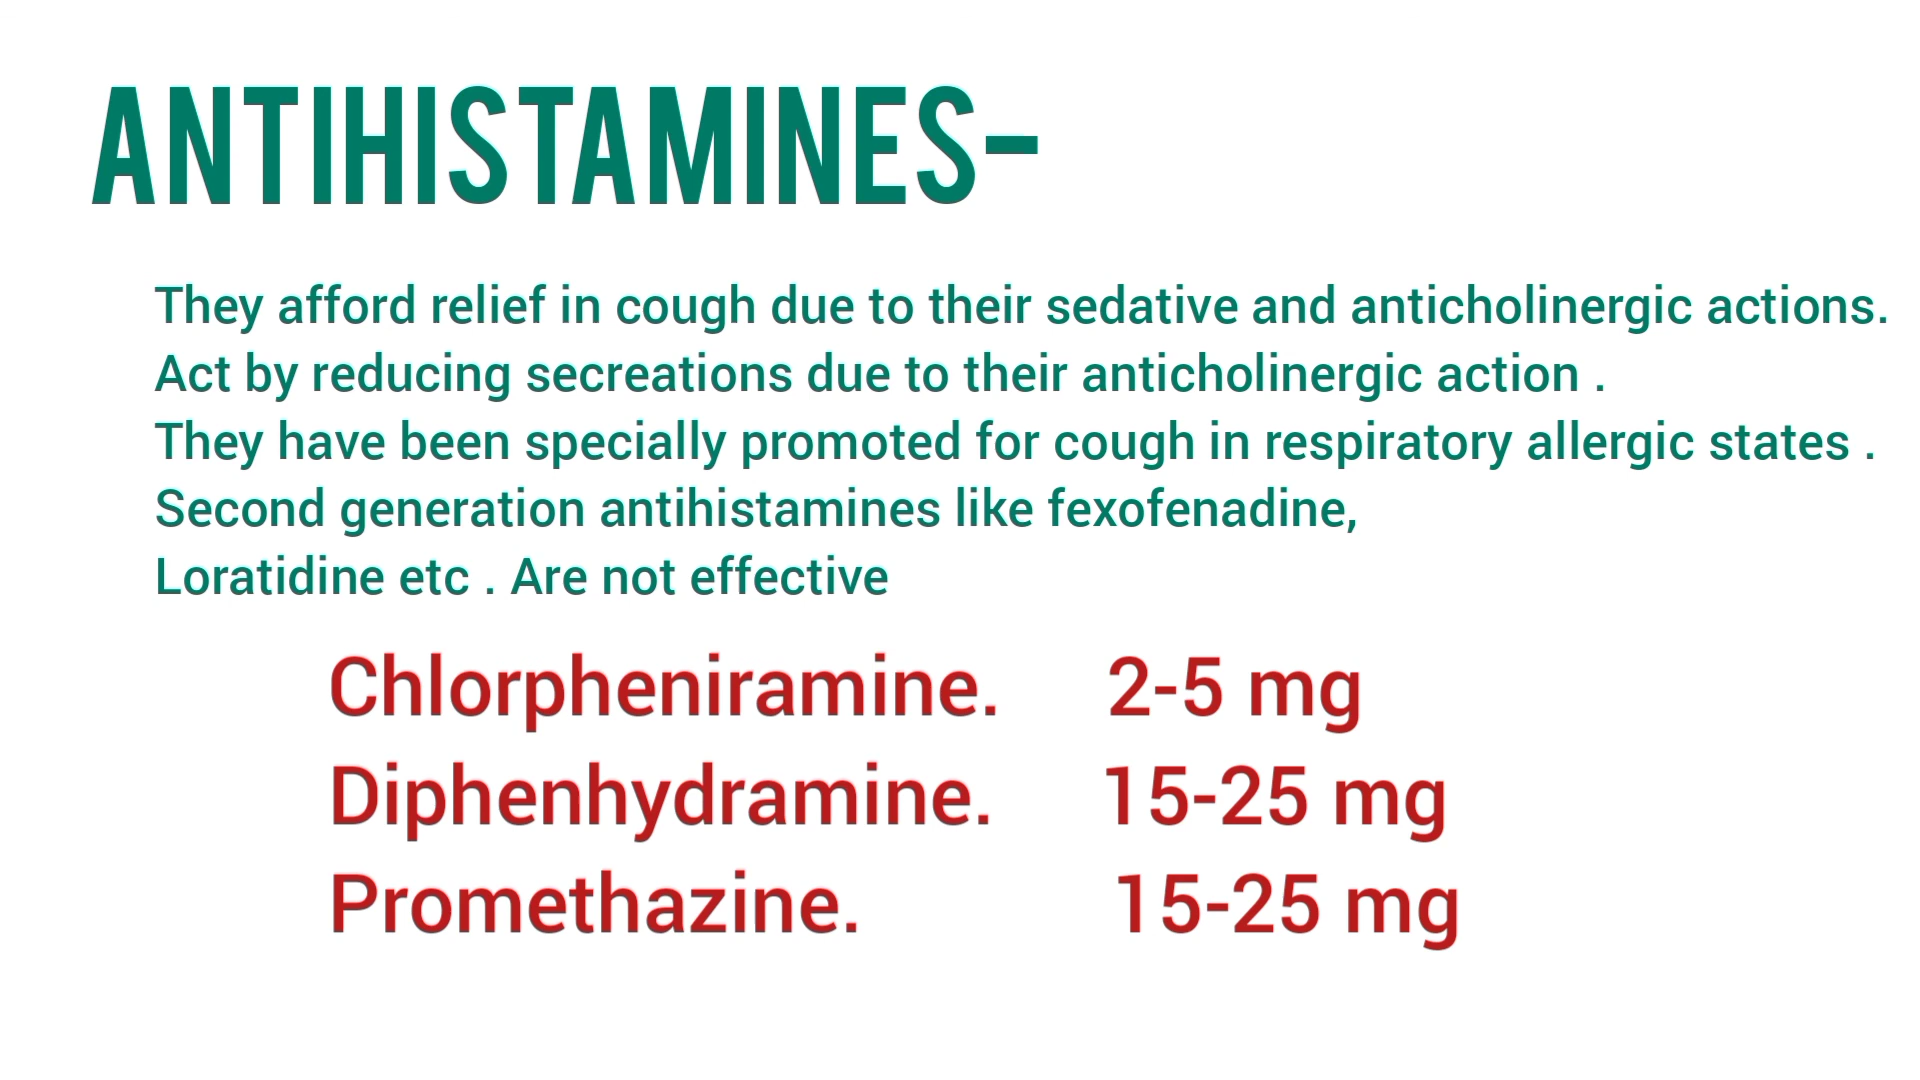 ANTIHISTAMINES-
They afford relief in cough due to their sedative and anticholinergic actions.
Act by reducing secreations due to their anticholinergic action .
They have been specially promoted for cough in respiratory allergic states .
Second generation antihistamines like fexofenadine,
Loratidine etc . Are not effective
Chlorpheniramine. 2-5 mg
Diphenhydramine. 15-25 mg
Promethazine. 15-25 mg